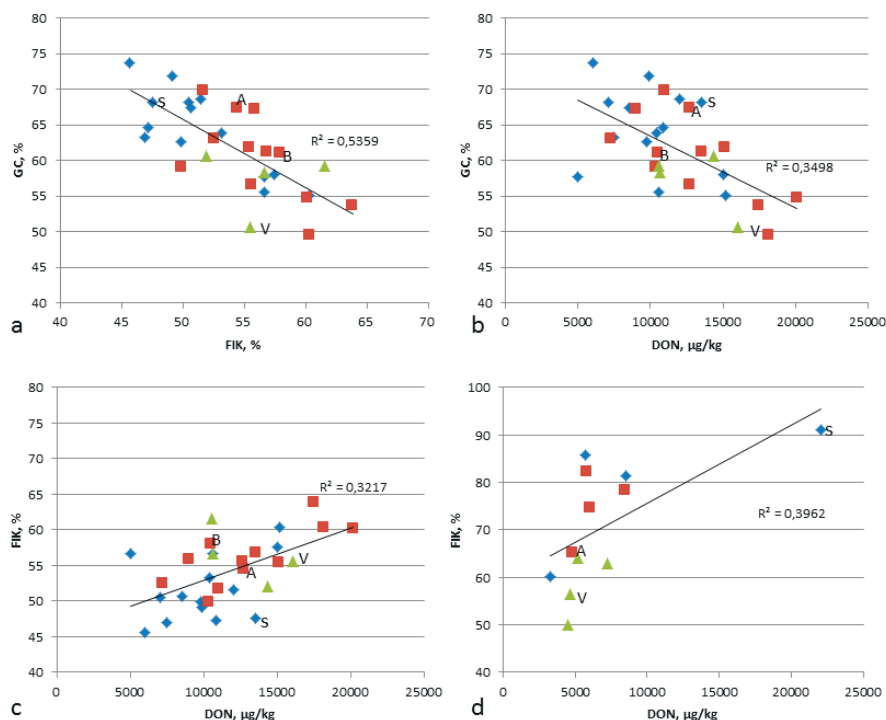 80
75
70
65
60
55
50
45
40
GC, %
S
A
B
V
R² = 0,5359
40
45
50
55
60
65
70
FIK, %
a
80
75
70
65
60
55
50
45
40
GC, %
S
A
B
V
R² = 0,3498
0
5000
10000
15000
20000
25000
DON, µg/kg
b
80
75
70
65
60
55
50
45
40
FIK, %
R² = 0,3217
B
V
A
S
0
5000
10000
15000
20000
25000
DON, µg/kg
c
100
90
80
70
60
50
40
FIK, %
S
R² = 0,3962
A
V
0
5000
10000
15000
20000
25000
DON, µg/kg
d